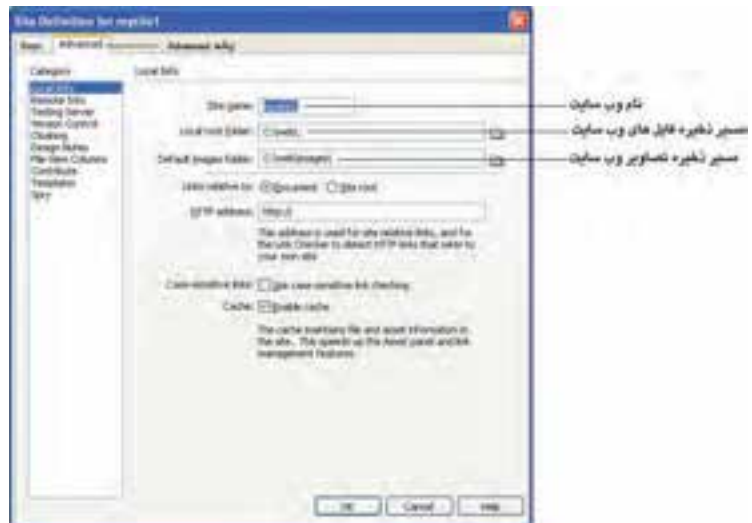 Site Definition for mysite1
Basic
Advanced
Category
Local Info
Remote Info
Testing Server
Version Control
Cloaking
Design Notes
File View Columns
Contribute
Templates
Spry
Local Info
Site name:
نام وب سایت
Local root folder:
مسیر ذخیره فایل های وب سایت
Default images folder:
مسیر ذخیره تصاویر وب سایت
Links relative to: Document Site root
HTTP address: http://
This address is used for site relative links, and for
the Link Checker to detect HTTP links that refer to
your own site
Case-sensitive links: Use case-sensitive link checking
Cache: Enable cache
The cache maintains file and asset information in
the site. This speeds up the Asset panel and link
management features.
OK Cancel Help